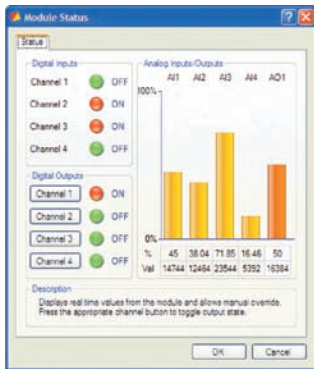 Module Status
Status
Digital Inputs
Channel 1 OFF
Channel 2 ON
Channel 3 ON
Channel 4 OFF
Digital Outputs
Channel 1 ON
Channel 2 OFF
Channel 3 OFF
Channel 4 OFF
Analog Inputs/Outputs
AI1 AI2 AI3 AI4 AO1
100%
0%
% 45 38.04 71.85 16.46 50
Val 14744 12464 23544 5392 16384
Description
Displays real time values from the module and allows manual override.
Press the appropriate channel button to toggle output state.
OK Cancel